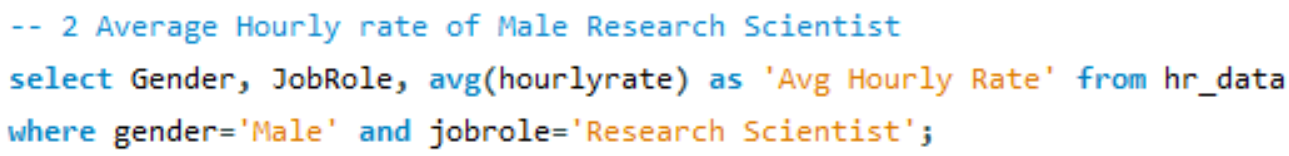 -- 2 Average Hourly rate of Male Research Scientist
select Gender, JobRole, avg(hourlyrate) as 'Avg Hourly Rate' from hr_data
where gender='Male' and jobrole='Research Scientist';